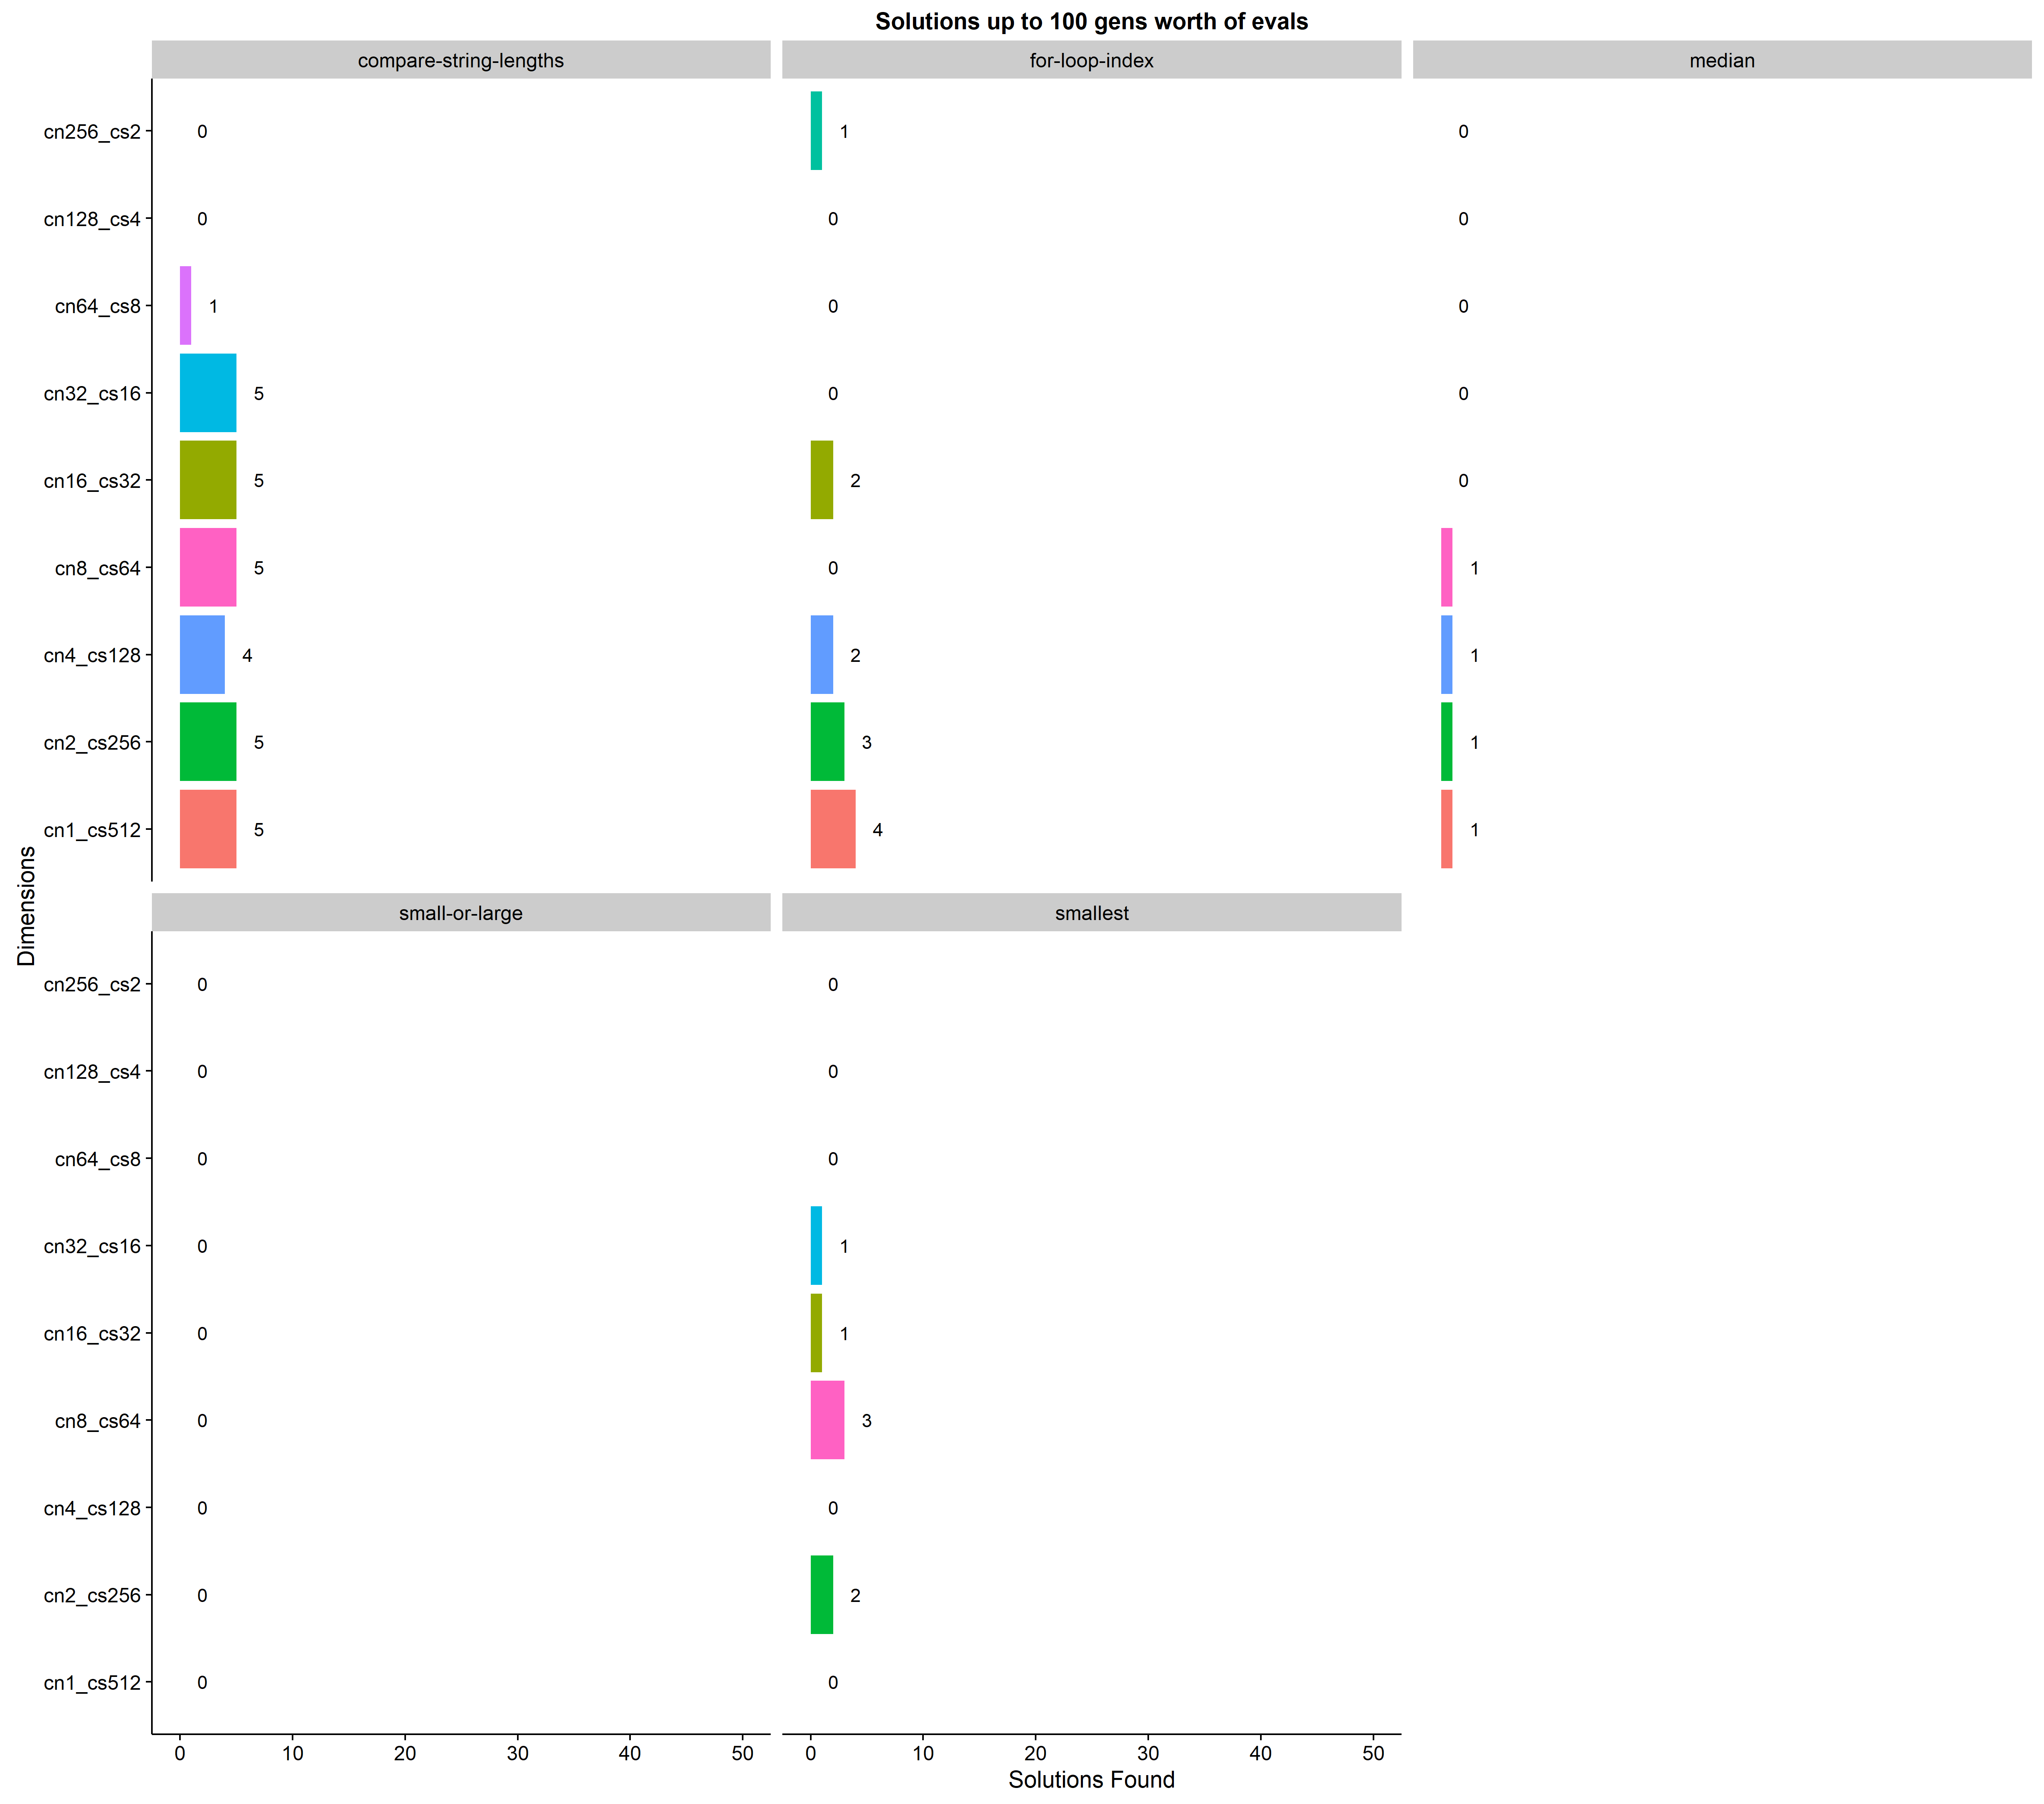 Solutions up to 100 gens worth of evals
compare-string-lengths for-loop-index median
cn256_cs2 0 1 0
cn128_cs4 0 0 0
cn64_cs8 1 0 0
cn32_cs16 5 0 0
cn16_cs32 5 2 0
cn8_cs64 5 0 1
cn4_cs128 4 2 1
cn2_cs256 5 3 1
cn1_cs512 5 4 1
Dimensions
small-or-large smallest
cn256_cs2 0 0
cn128_cs4 0 0
cn64_cs8 0 0
cn32_cs16 0 1
cn16_cs32 0 1
cn8_cs64 0 3
cn4_cs128 0 0
cn2_cs256 0 2
cn1_cs512 0 0
0 10 20 30 40 50 0 10 20 30 40 50
Solutions Found